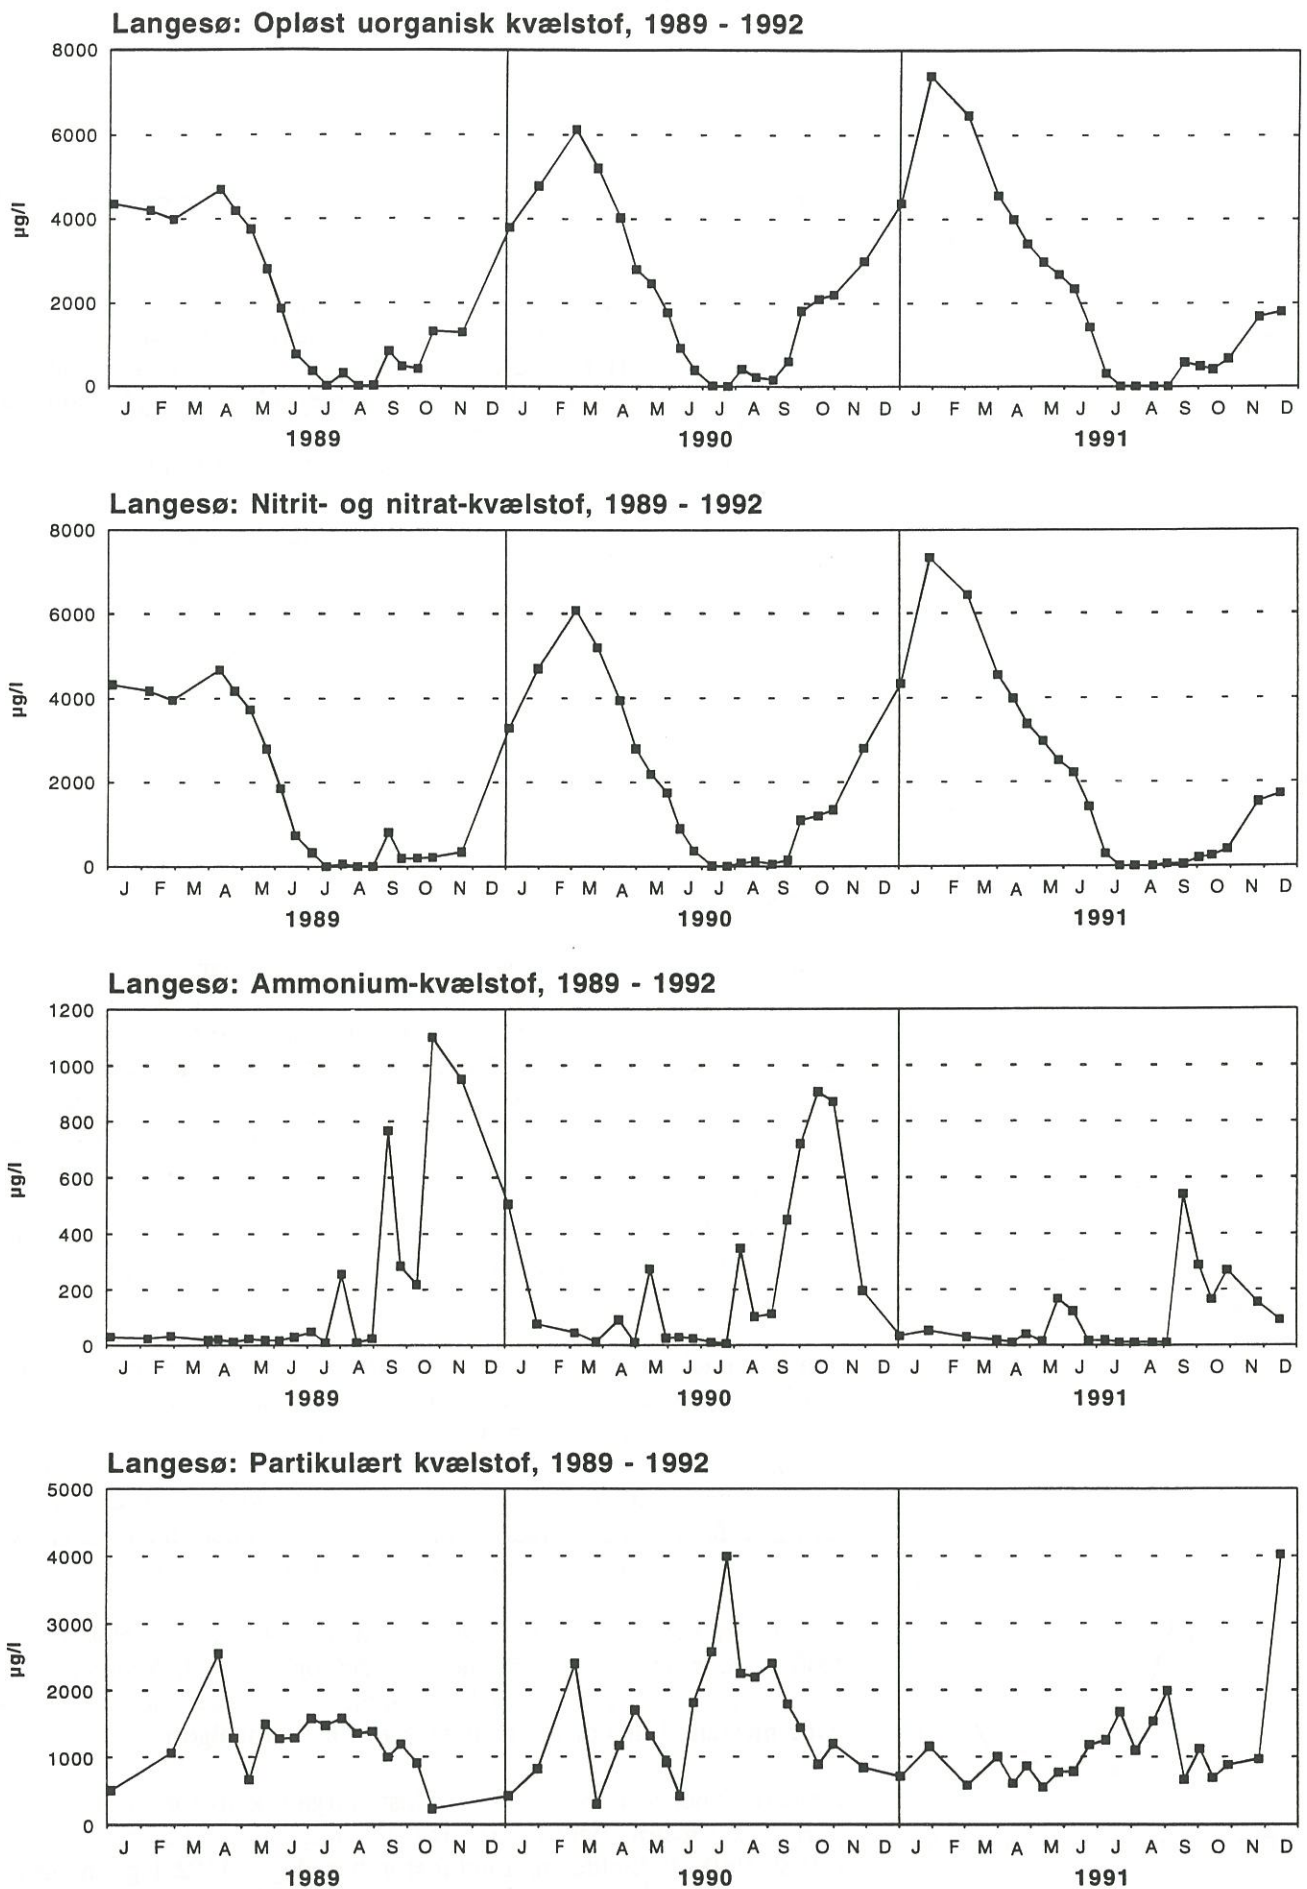 Langesø: Opløst uorganisk kvælstof, 1989 - 1992
8000
6000
4000
2000
0
µg/l
J F M A M J J A S O N D J F M A M J J A S O N D J F M A M J J A S O N D
1989 1990 1991
Langesø: Nitrit- og nitrat-kvælstof, 1989 - 1992
8000
6000
4000
2000
0
µg/l
J F M A M J J A S O N D J F M A M J J A S O N D J F M A M J J A S O N D
1989 1990 1991
Langesø: Ammonium-kvælstof, 1989 - 1992
1200
1000
800
600
400
200
0
µg/l
J F M A M J J A S O N D J F M A M J J A S O N D J F M A M J J A S O N D
1989 1990 1991
Langesø: Partikulært kvælstof, 1989 - 1992
5000
4000
3000
2000
1000
0
µg/l
J F M A M J J A S O N D J F M A M J J A S O N D J F M A M J J A S O N D
1989 1990 1991